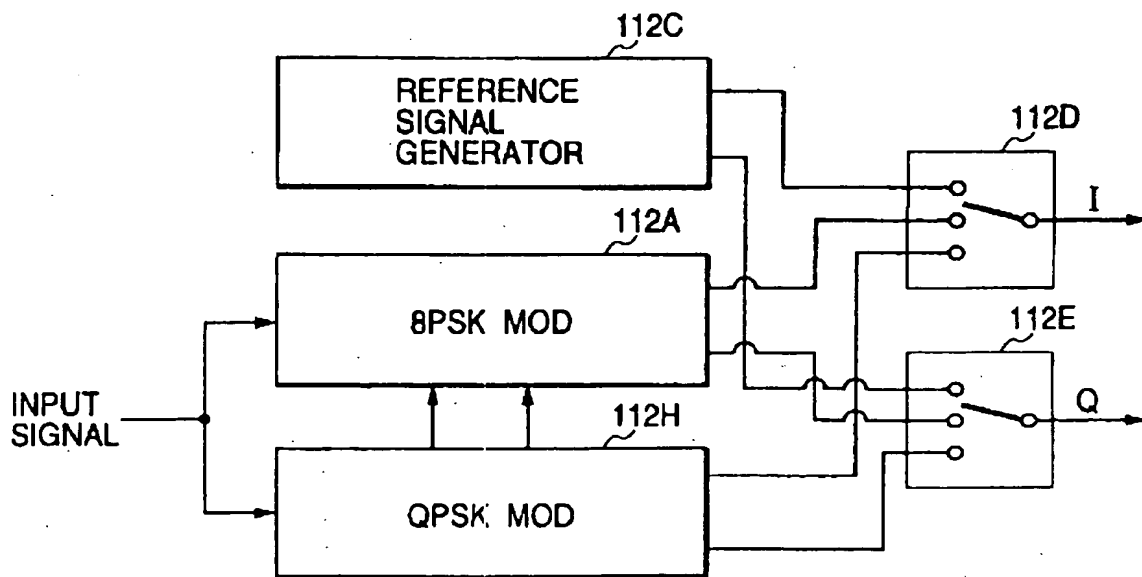 112C
REFERENCE
SIGNAL
GENERATOR
112D
I
112A
8PSK MOD
112E
Q
INPUT
SIGNAL
112H
QPSK MOD